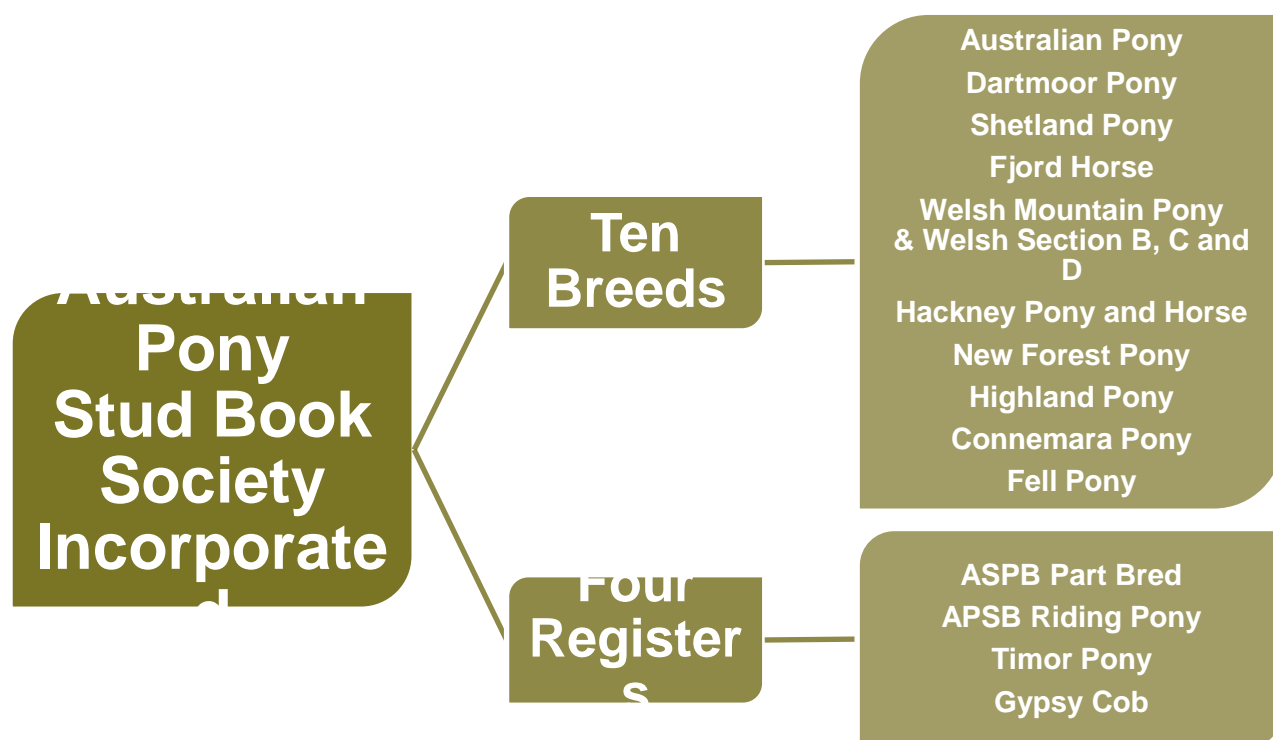 Australian
Pony
Stud Book
Society
Incorporate
d
Ten
Breeds
Australian Pony
Dartmoor Pony
Shetland Pony
Fjord Horse
Welsh Mountain Pony
& Welsh Section B, C and
D
Hackney Pony and Horse
New Forest Pony
Highland Pony
Connemara Pony
Fell Pony
Four
Register
s
ASPB Part Bred
APSB Riding Pony
Timor Pony
Gypsy Cob